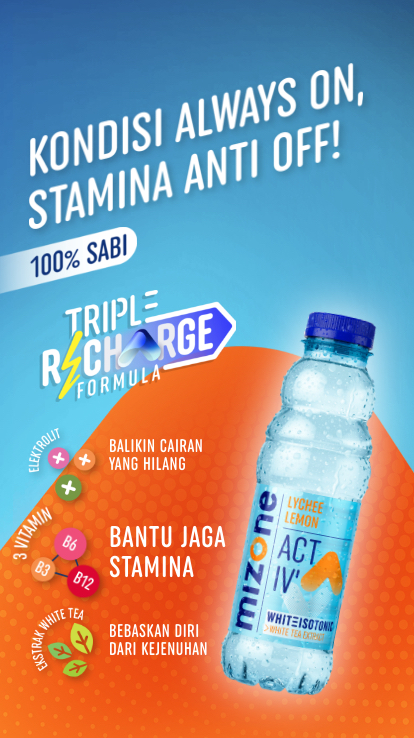 KONDISI ALWAYS ON,
STAMINA ANTI OFF!
100% SABI
TRIPLE
RECHARGE
FORMULA
ELEKTROLIT
BALIKIN CAIRAN
YANG HILANG
3 VITAMIN
B6
B3
B12
BANTU JAGA
STAMINA
EKSTRAK WHITE TEA
BEBASKAN DIRI
DARI KEJENUHAN
mizone
LYCHEE
LEMON
ACT
IV'
WHITEISOTONIC
+WHITE TEA EXTRACT